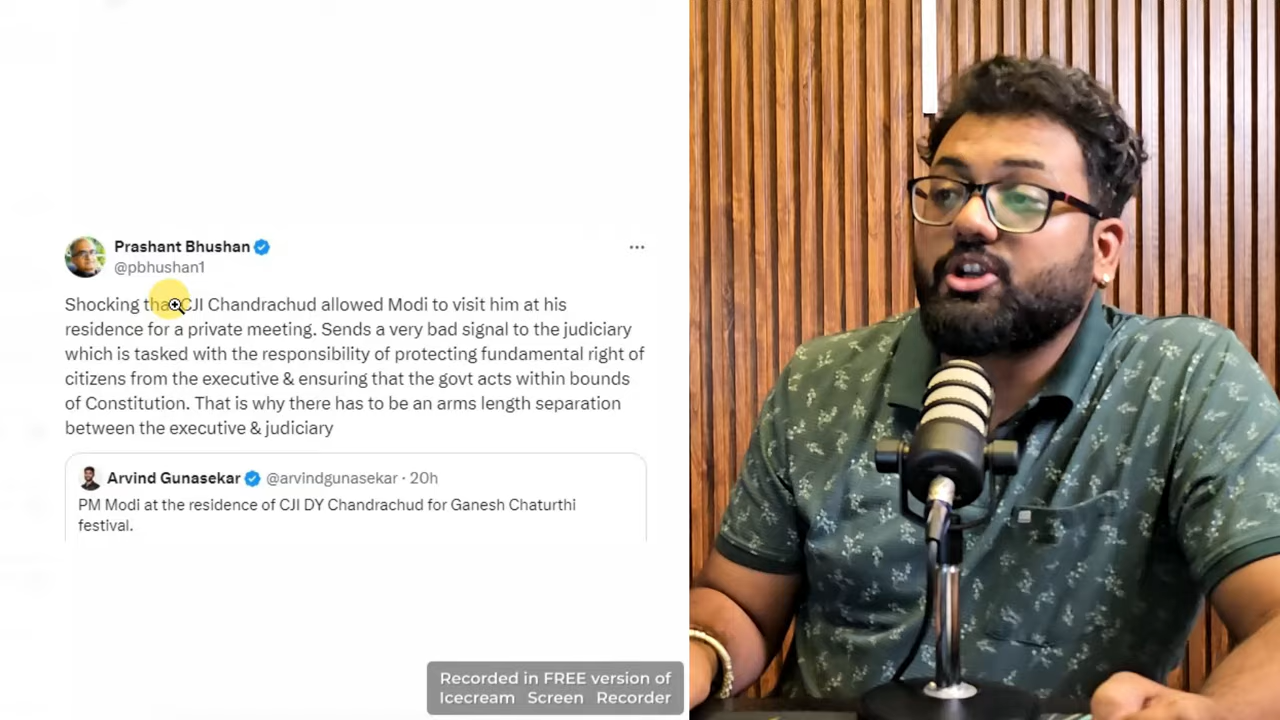 Prashant Bhushan
@pbhushan1
Shocking that CJI Chandrachud allowed Modi to visit him at his
residence for a private meeting. Sends a very bad signal to the judiciary
which is tasked with the responsibility of protecting fundamental right of
citizens from the executive & ensuring that the govt acts within bounds
of Constitution. That is why there has to be an arms length separation
between the executive & judiciary
Arvind Gunasekar @arvindgunasekar · 20h
PM Modi at the residence of CJI DY Chandrachud for Ganesh Chaturthi
festival.
Recorded in FREE version of
Icecream Screen Recorder